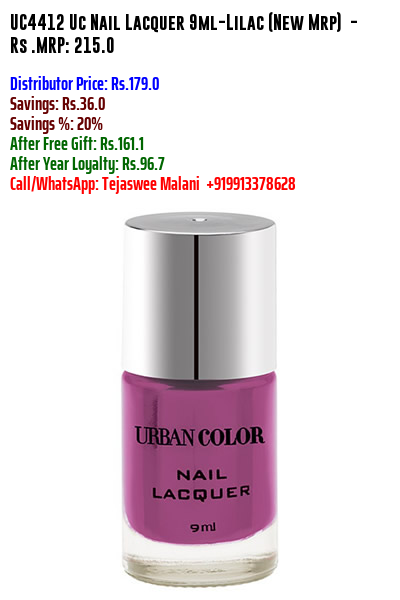 UC4412 Uc Nail Lacquer 9ml-Lilac (New Mrp) -
Rs .MRP: 215.0
Distributor Price: Rs.179.0
Savings: Rs.36.0
Savings %: 20%
After Free Gift: Rs.161.1
After Year Loyalty: Rs.96.7
Call/WhatsApp: Tejaswee Malani +919913378628
URBAN COLOR
NAIL
LACQUER
9ml